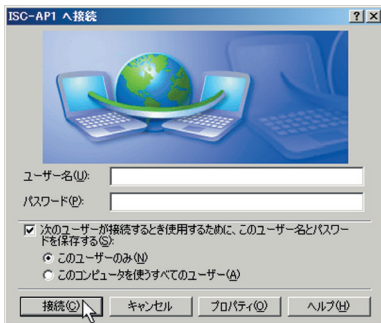 ISC-AP1 へ接続
ユーザー名(U):
パスワード(P):
次のユーザーが接続するとき使用するために、このユーザー名とパスワー
ドを保存する(S):
このユーザーのみ(N)
このコンピュータを使うすべてのユーザー(A)
接続(C) キャンセル プロパティ(O) ヘルプ(H)